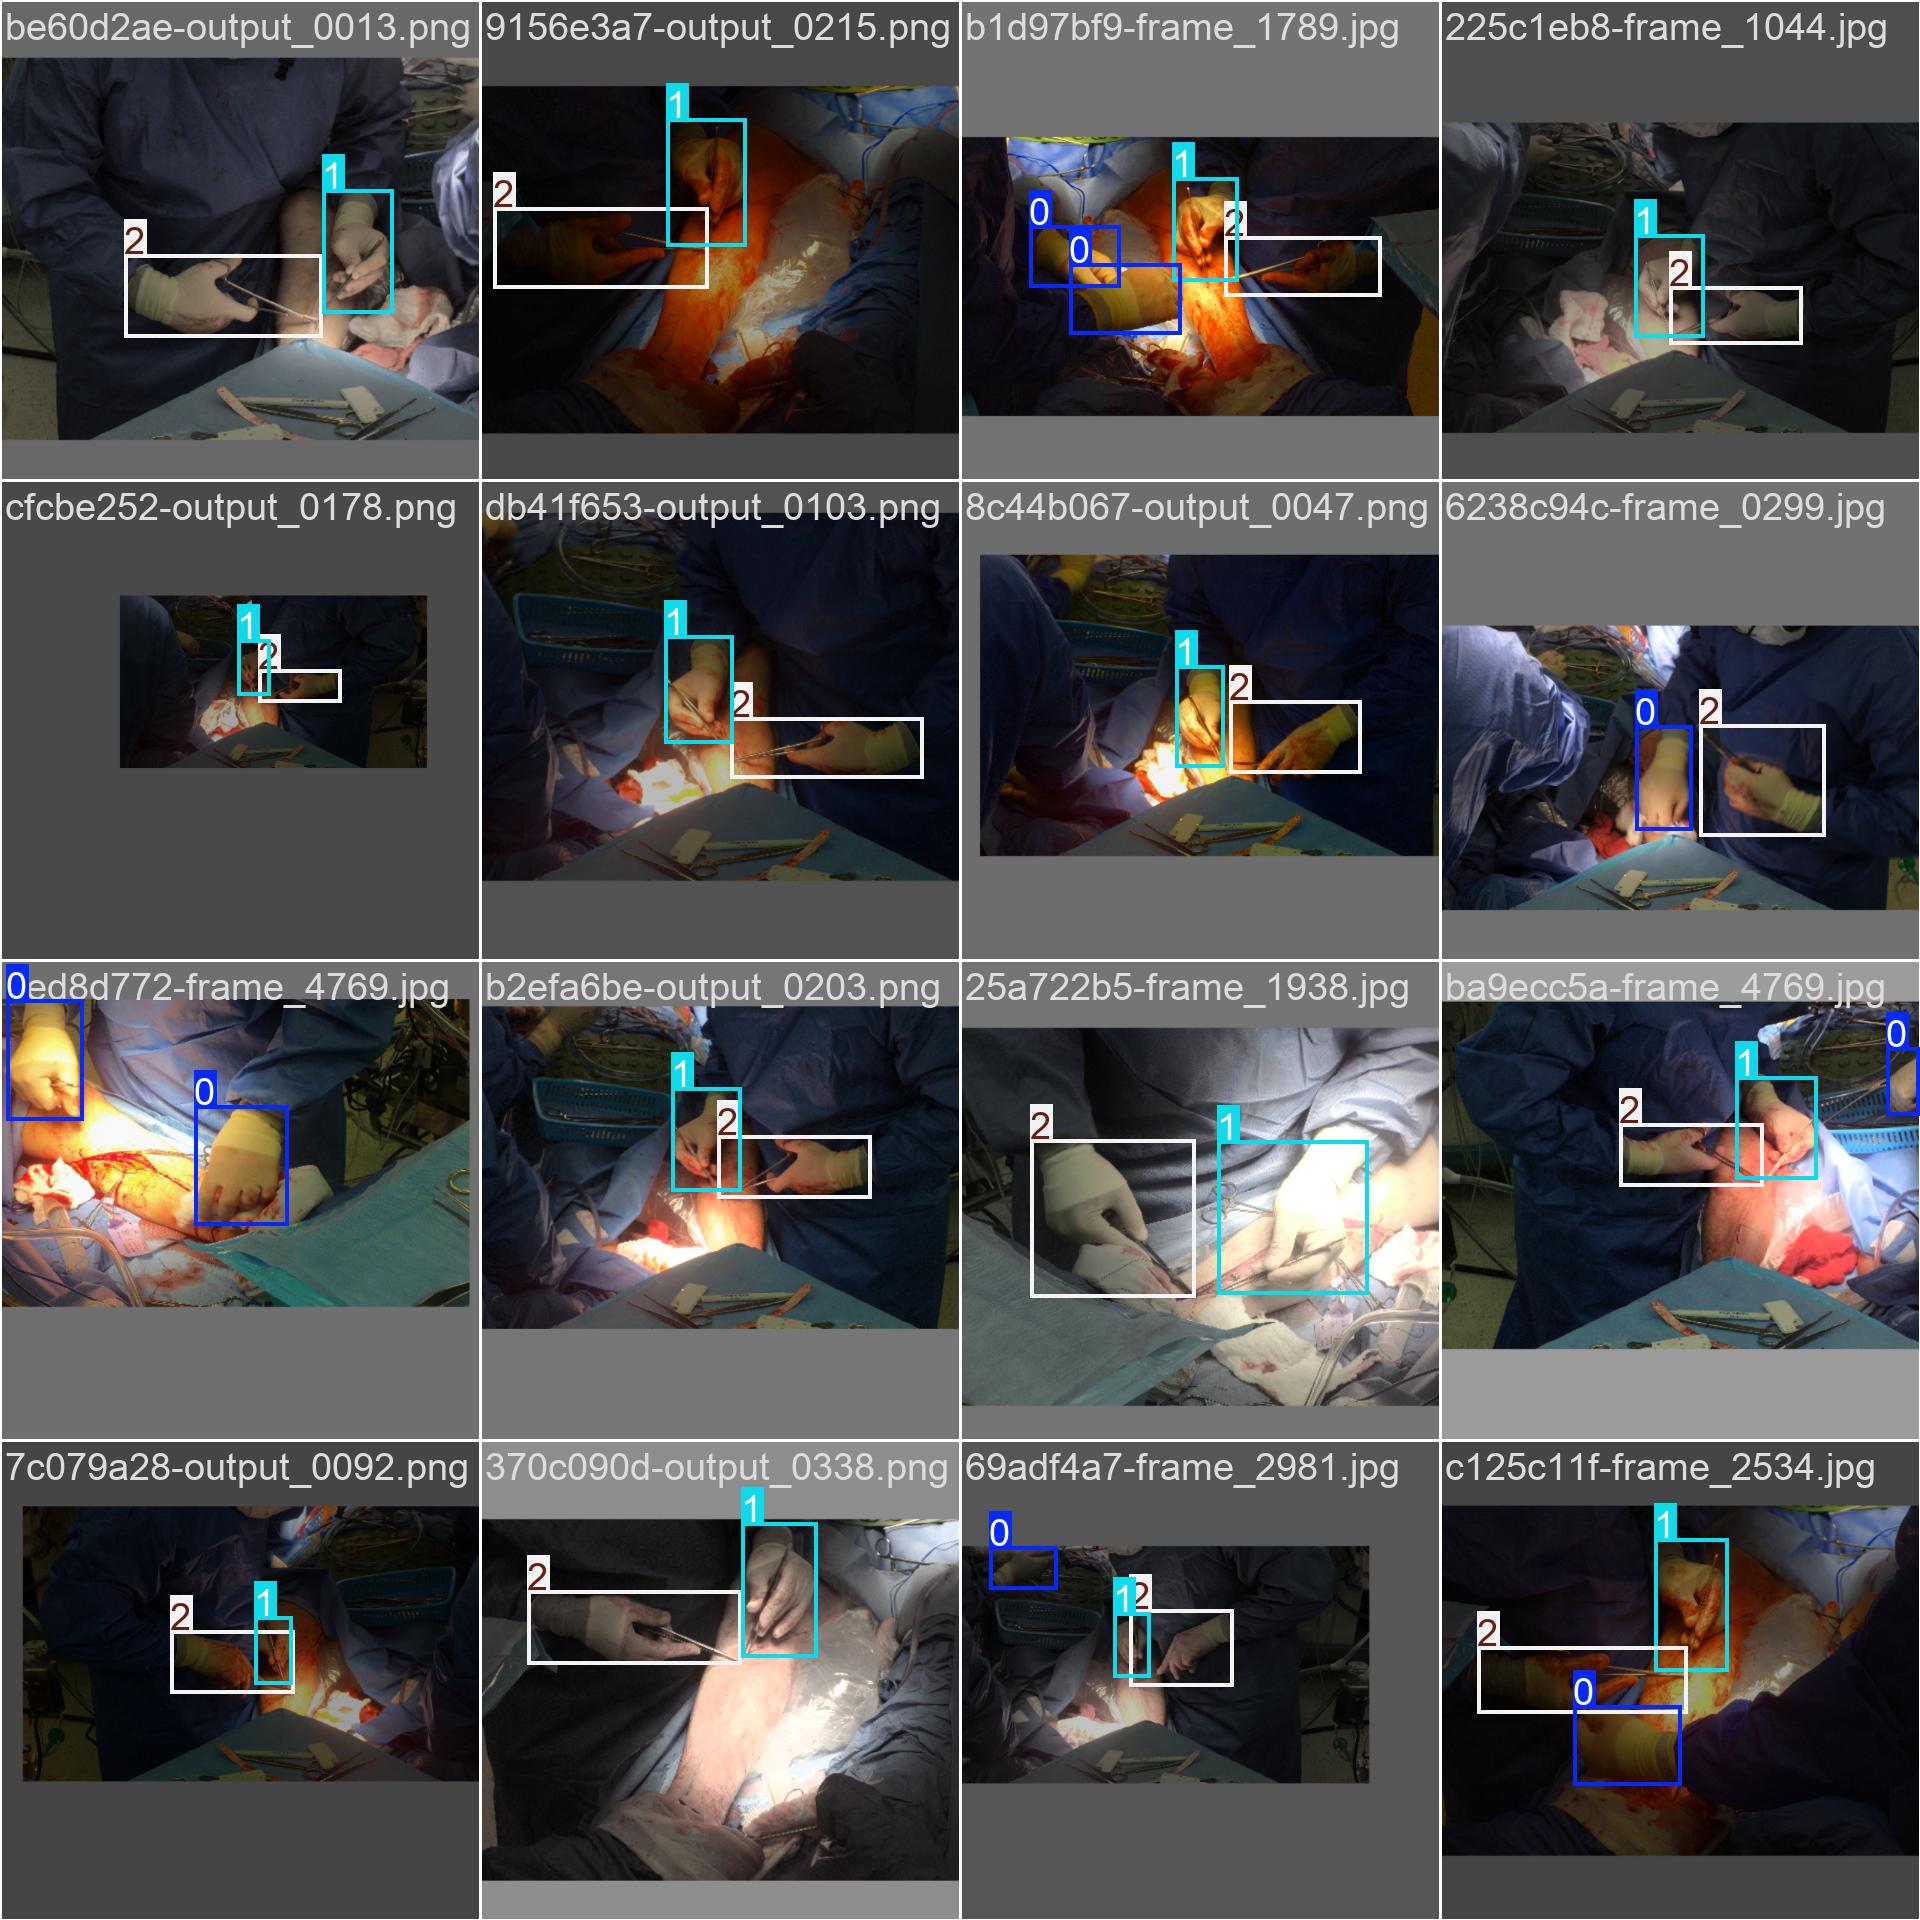 be60d2ae-output_0013.png
1
2
9156e3a7-output_0215.png
1
2
b1d97bf9-frame_1789.jpg
1
0
2
0
225c1eb8-frame_1044.jpg
1
2
cfcbe252-output_0178.png
1
2
db41f653-output_0103.png
1
2
8c44b067-output_0047.png
1
2
6238c94c-frame_0299.jpg
0
2
0
ed8d772-frame_4769.jpg
0
b2efa6be-output_0203.png
1
2
25a722b5-frame_1938.jpg
2
1
ba9ecc5a-frame_4769.jpg
0
1
2
7c079a28-output_0092.png
1
2
370c090d-output_0338.png
1
2
69adf4a7-frame_2981.jpg
0
1
2
c125c11f-frame_2534.jpg
1
2
0